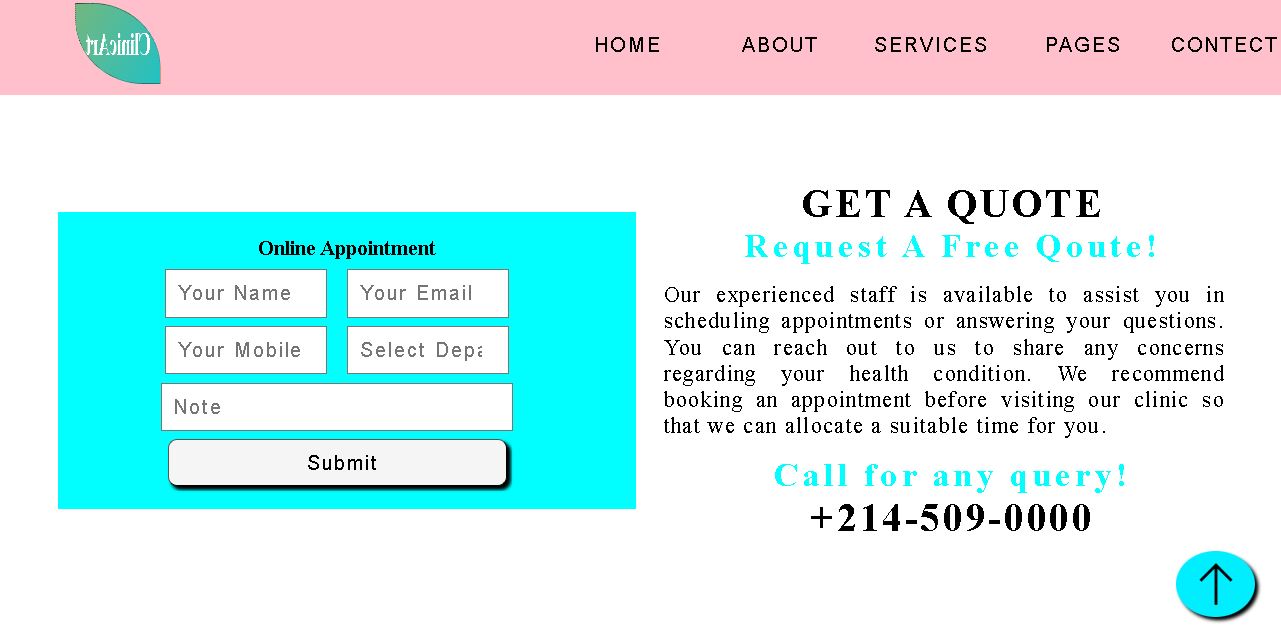 ClinicArt
HOME ABOUT SERVICES PAGES CONTECT
GET A QUOTE
Request A Free Qoute!
Online Appointment
Your Name Your Email
Your Mobile Select Depa
Note
Submit
Our experienced staff is available to assist you in
scheduling appointments or answering your questions.
You can reach out to us to share any concerns
regarding your health condition. We recommend
booking an appointment before visiting our clinic so
that we can allocate a suitable time for you.
Call for any query!
+214-509-0000